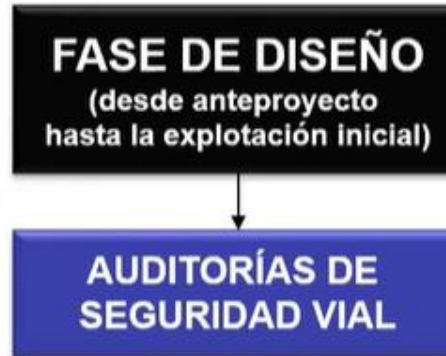 FASE DE DISEÑO
(desde anteproyecto
hasta la explotación inicial)
AUDITORÍAS DE
SEGURIDAD VIAL